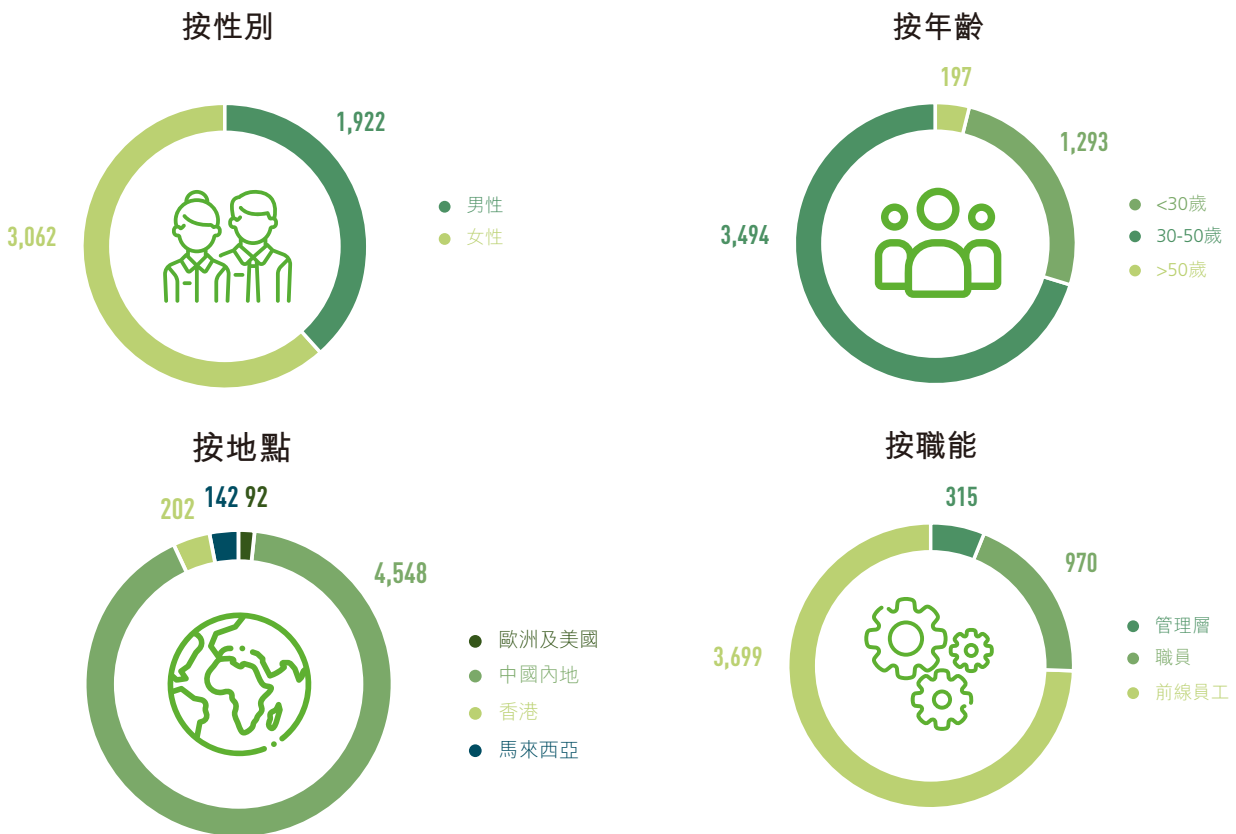 按性別
1,922
3,062
男性
女性
按年齡
197
1,293
3,494
<30歲
30-50歲
>50歲
按地點
202
142
92
4,548
歐洲及美國
中國內地
香港
馬來西亞
按職能
315
970
3,699
管理層
職員
前線員工